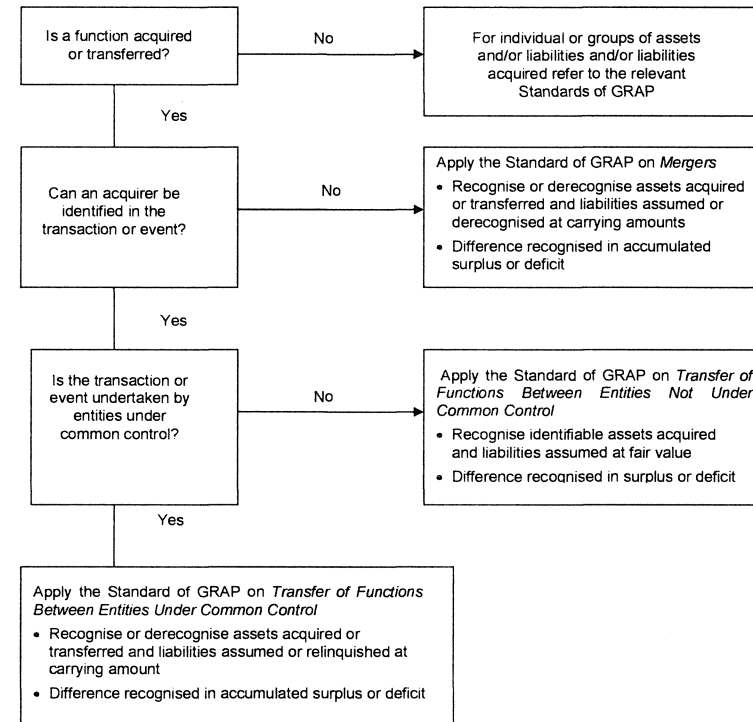 Is a function acquired
or transferred?
No
For individual or groups of assets
and/or liabilities and/or liabilities
acquired refer to the relevant
Standards of GRAP
Yes
Can an acquirer be
identified in the
transaction or event?
No
Apply the Standard of GRAP on Mergers
• Recognise or derecognise assets acquired
or transferred and liabilities assumed or
derecognised at carrying amounts
• Difference recognised in accumulated
surplus or deficit
Yes
Is the transaction or
event undertaken by
entities under
common control?
No
Apply the Standard of GRAP on Transfer of
Functions Between Entities Not Under
Common Control
• Recognise identifiable assets acquired
and liabilities assumed at fair value
• Difference recognised in surplus or deficit
Yes
Apply the Standard of GRAP on Transfer of Functions
Between Entities Under Common Control
• Recognise or derecognise assets acquired or
transferred and liabilities assumed or relinquished at
carrying amount
• Difference recognised in accumulated surplus or deficit